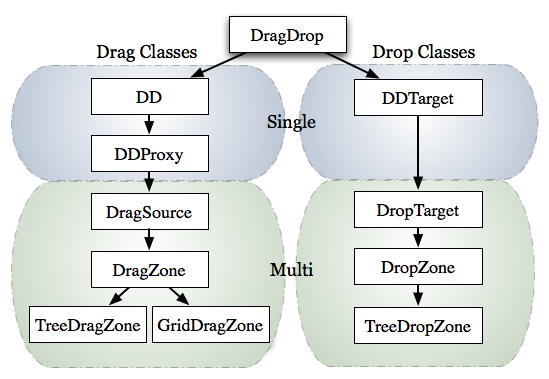 DragDrop
Drag Classes
Drop Classes
DD
DDTarget
Single
DDProxy
DragSource
DropTarget
DragZone
Multi
DropZone
TreeDragZone
GridDragZone
TreeDropZone